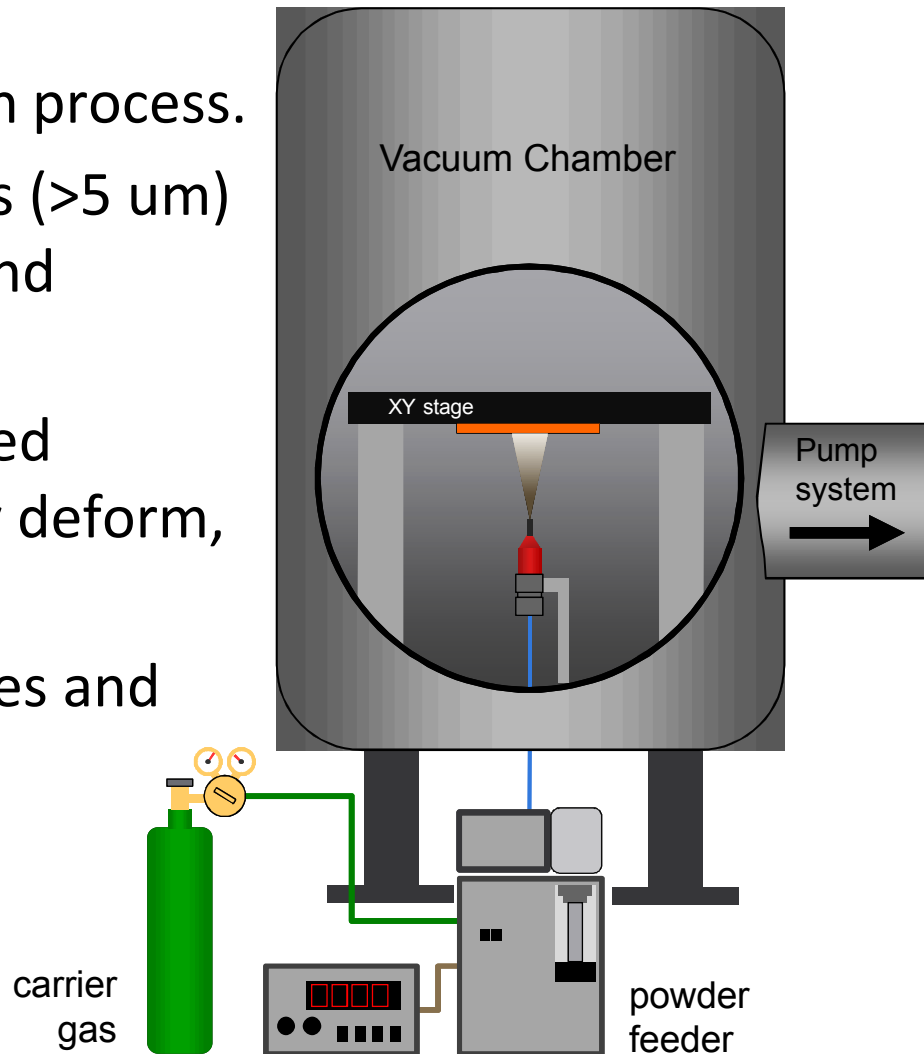 n process.
s (>5 um)
nd
ed
deform,
es and
Vacuum Chamber
XY stage
Pump
system
carrier
gas
powder
feeder